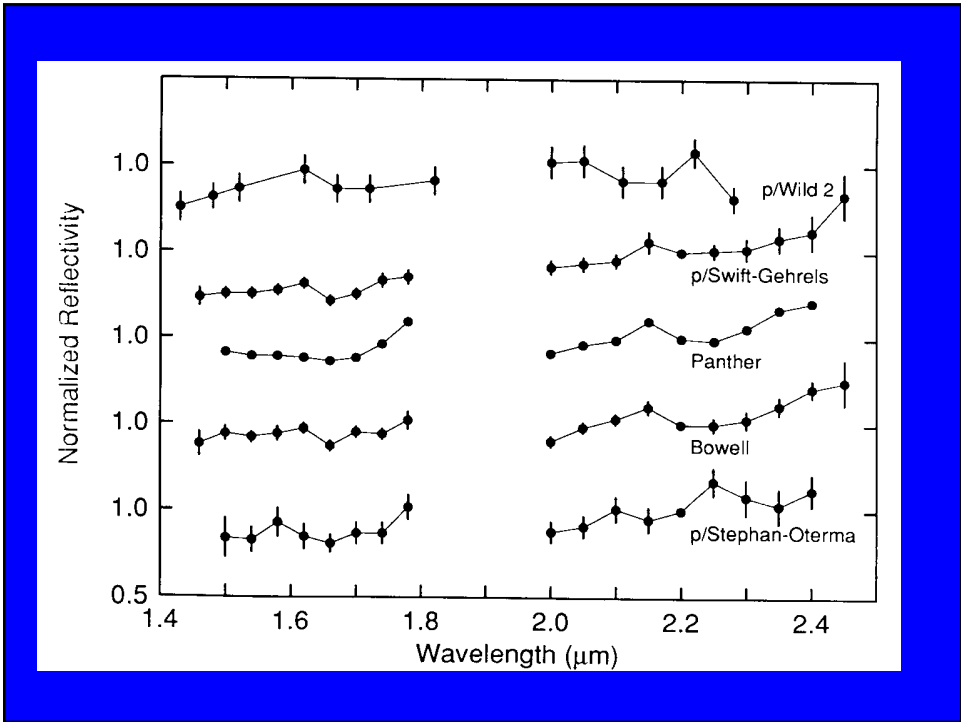 Normalized Reflectivity
1.0
1.0
1.0
1.0
1.0
0.5
p/Wild 2
p/Swift-Gehrels
Panther
Bowell
p/Stephan-Oterma
1.4 1.6 1.8 2.0 2.2 2.4
Wavelength (μm)